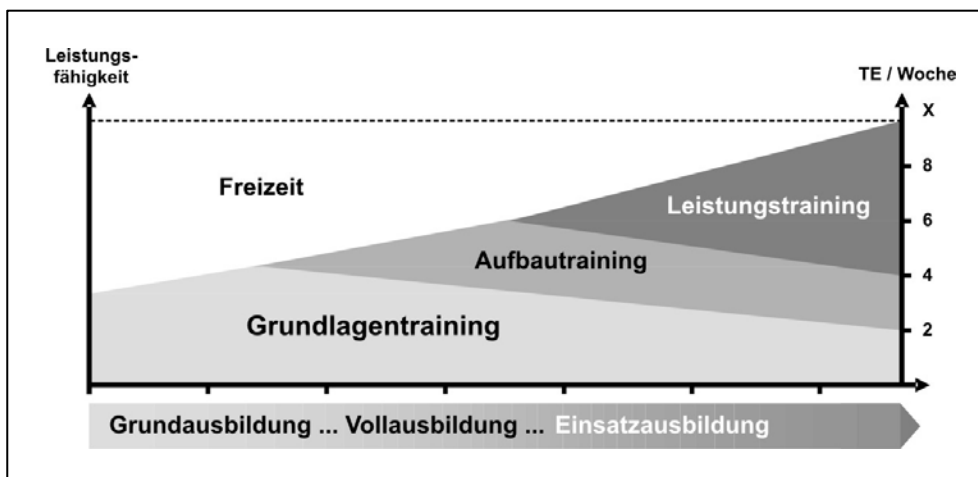 Leistungs-
fähigkeit
TE / Woche
X
8
Freizeit
Leistungstraining
6
Aufbautraining
4
Grundlagentraining
2
Grundausbildung ... Vollausbildung ... Einsatzausbildung